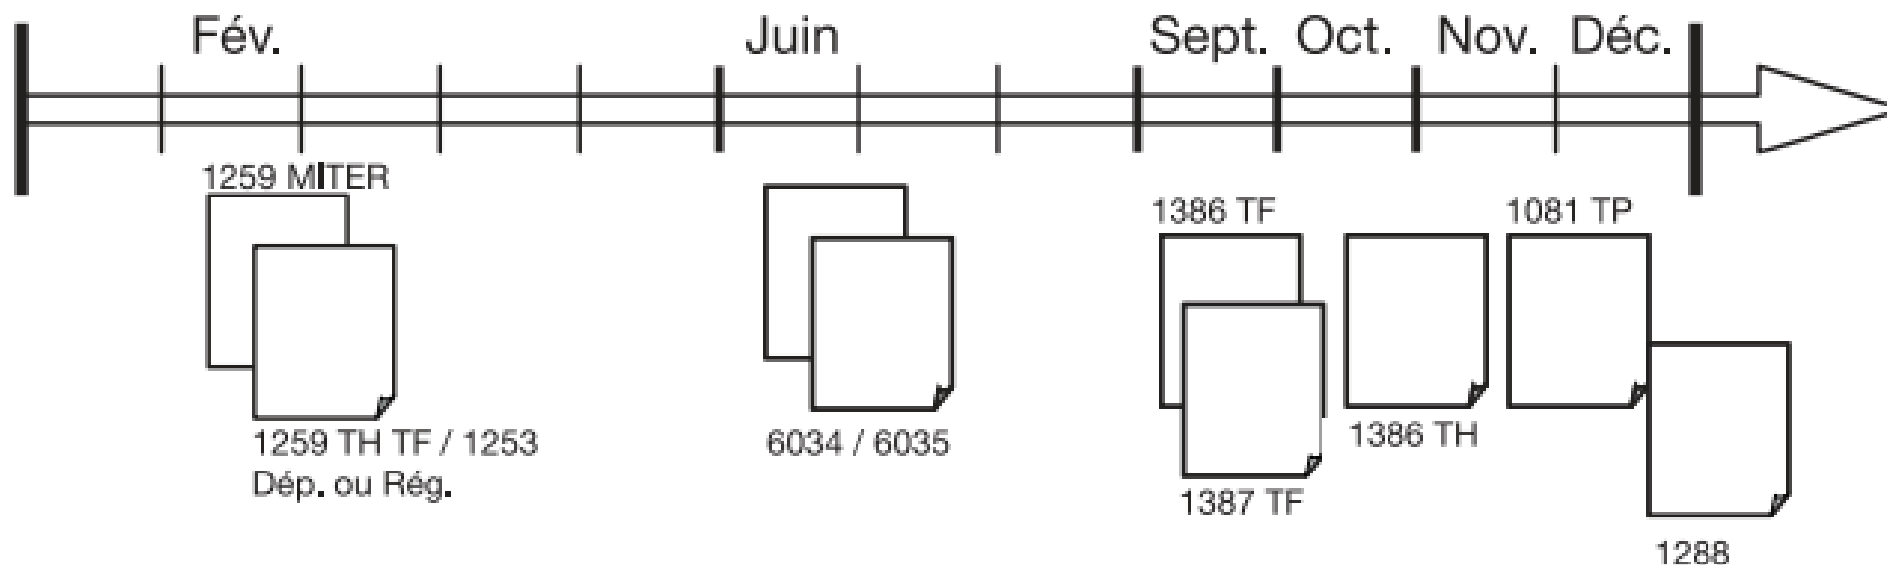 Fév. Juin Sept. Oct. Nov. Déc.
1259 MITER
1259 TH TF / 1253
Dép. ou Rég.
6034 / 6035
1386 TF
1387 TF
1386 TH
1081 TP
1288